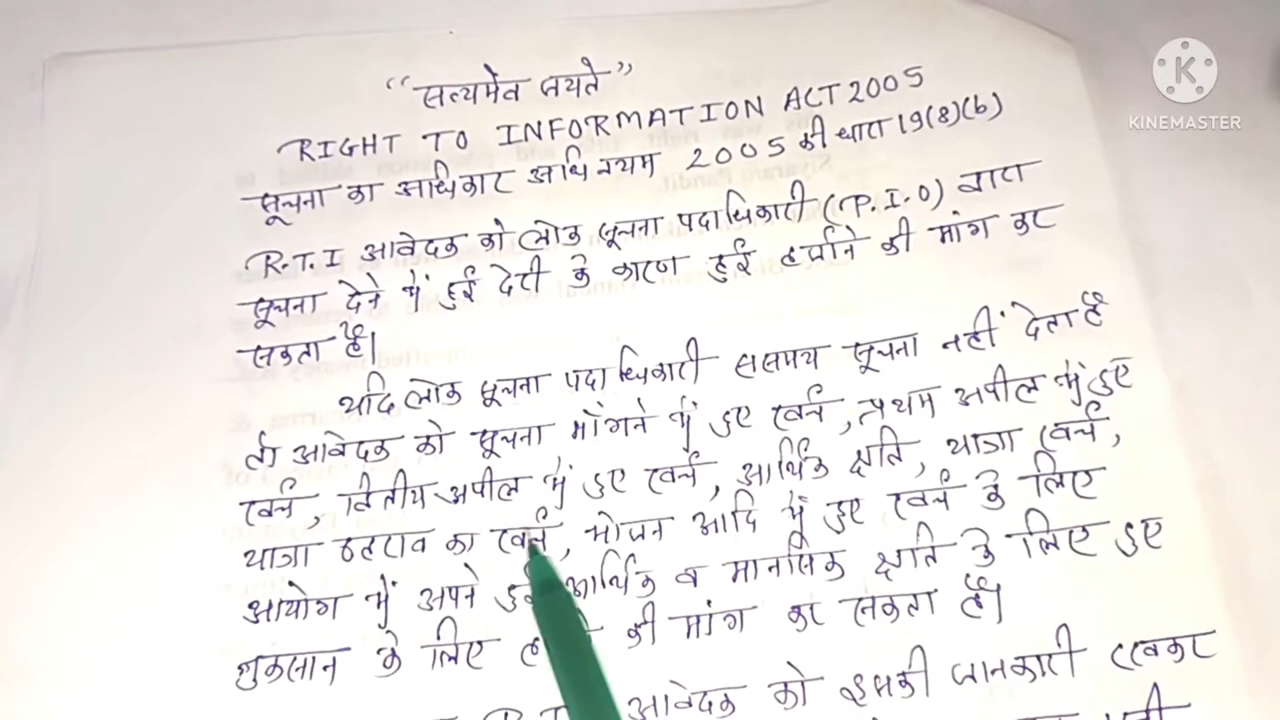 "सत्यमेव जयते"
RIGHT TO INFORMATION ACT 2005
सूचना का अधिकार अधिनयम 2005 की धारा 19(8)(b)
R.T.I आवेदक को लोक सूचना पदाधिकारी (P.I.O) द्वारा
सूचना देने में हुई देरी के कारण हुई हर्जाने की मांग कर
सकता है।
यदि लोक सूचना पदाधिकारी ससमय सूचना नहीं देता है
तो आवेदक को सूचना माँगने में हुए खर्च, प्रथम अपील में हुए
खर्च, द्वितीय अपील में हुए खर्च, आर्थिक क्षति, यात्रा खर्च,
यात्रा ठहराव का खर्च, भोजन आदि में हुए खर्च के लिए
आयोग में अपने आर्थिक व मानसिक क्षति के लिए हुए
नुकसान के लिए की मांग कर सकता है।
आवेदक को इसकी जानकारी रखकर
KINEMASTER